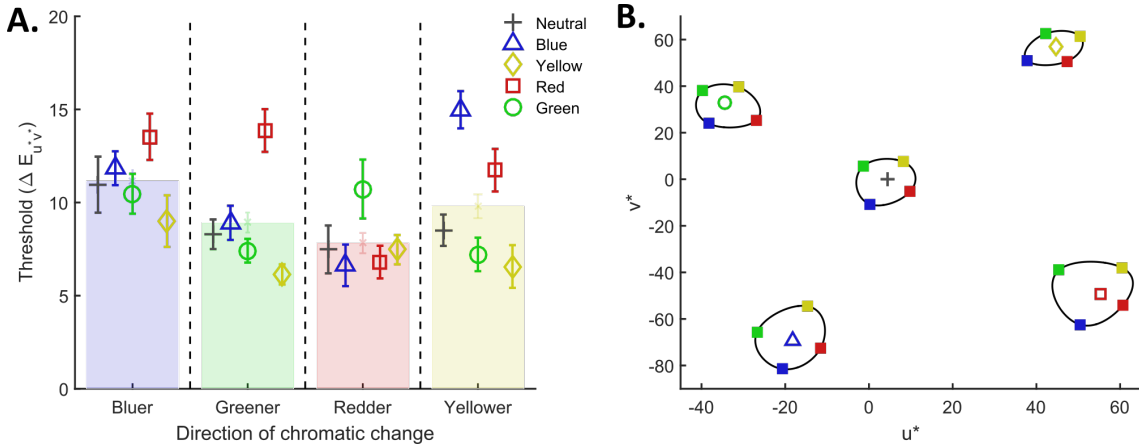 A.
Threshold (Δ E u*,v*)
20
15
10
5
0
Neutral
Blue
Yellow
Red
Green
Bluer Greener Redder Yellower
Direction of chromatic change
B.
v*
60
40
20
0
-20
-40
-60
-80
-40 -20 0 20 40 60
u*